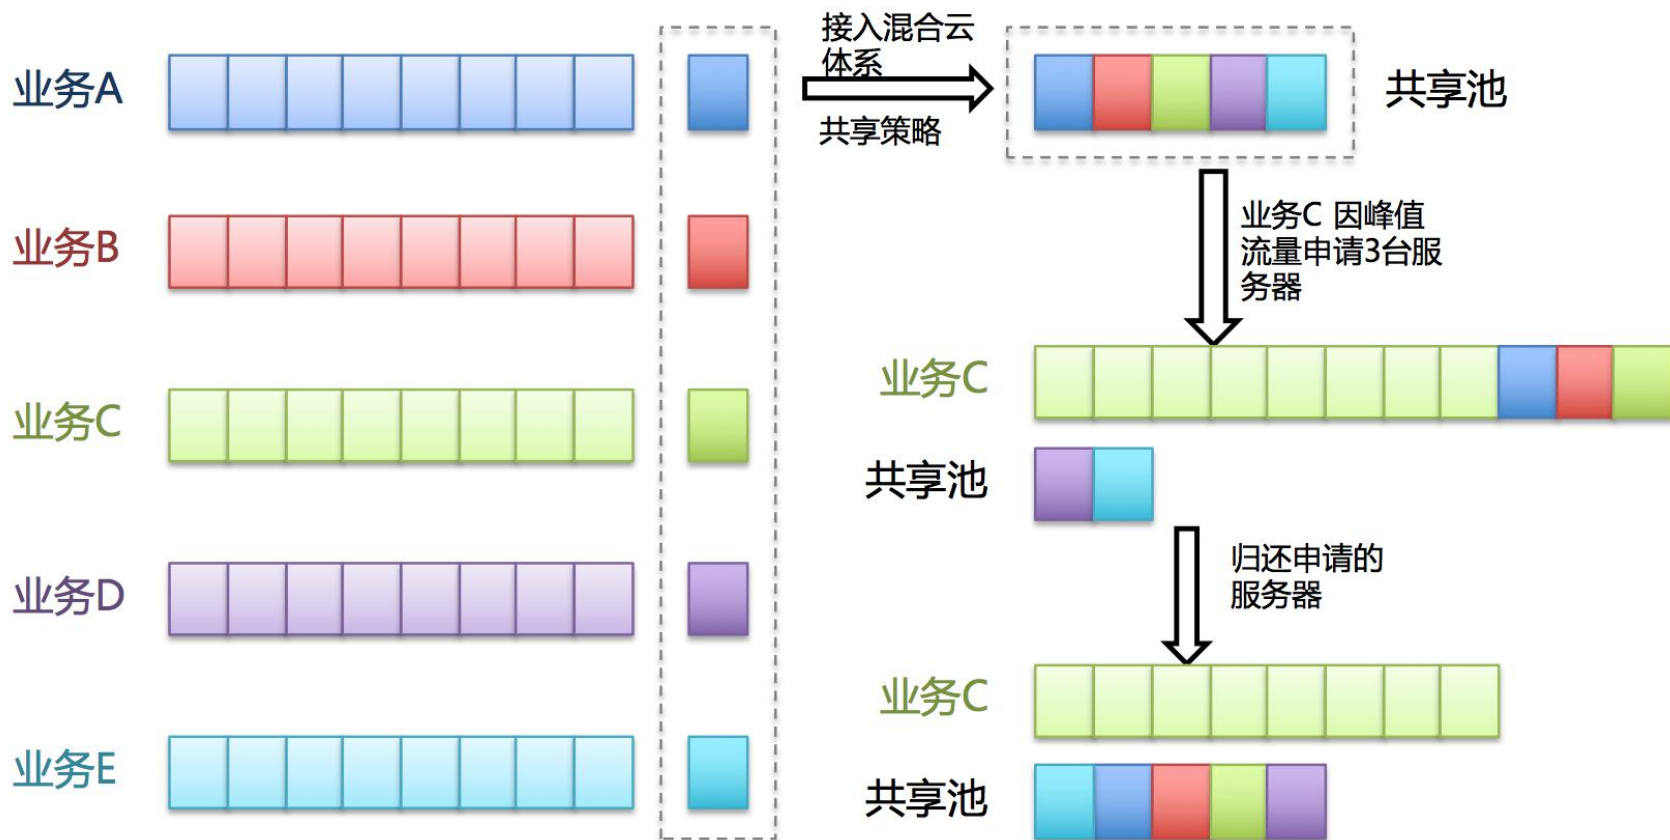 业务A
业务B
业务C
业务D
业务E
接入混合云
体系
共享策略
共享池
业务C 因峰值
流量申请3台服
务器
业务C
共享池
归还申请的
服务器
业务C
共享池